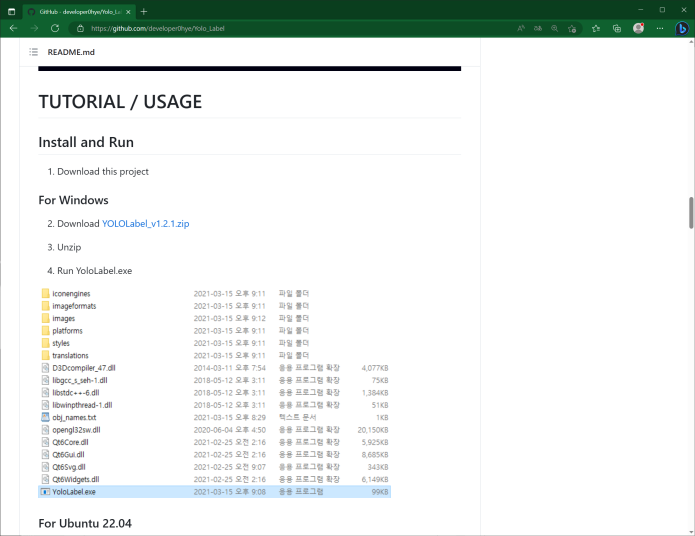 GitHub - developer0hye/Yolo_Lab
https://github.com/developer0hye/Yolo_Label
README.md
TUTORIAL / USAGE
Install and Run
1. Download this project
For Windows
2. Download YOLOLabel_v1.2.1.zip
3. Unzip
4. Run YoloLabel.exe
iconengines 2021-03-15 오후 9:11 파일 폴더
imageformats 2021-03-15 오후 9:11 파일 폴더
images 2021-03-15 오후 9:12 파일 폴더
platforms 2021-03-15 오후 9:11 파일 폴더
styles 2021-03-15 오후 9:11 파일 폴더
translations 2021-03-15 오후 9:11 파일 폴더
D3Dcompiler_47.dll 2014-03-11 오후 7:54 응용 프로그램 확장 4,077KB
libgcc_s_seh-1.dll 2018-05-12 오후 3:11 응용 프로그램 확장 75KB
libstdc++-6.dll 2018-05-12 오후 3:11 응용 프로그램 확장 1,384KB
libwinpthread-1.dll 2018-05-12 오후 3:11 응용 프로그램 확장 51KB
obj_names.txt 2021-03-15 오후 8:29 텍스트 문서 1KB
opengl32sw.dll 2020-06-04 오후 4:50 응용 프로그램 확장 20,150KB
Qt6Core.dll 2021-02-25 오전 2:16 응용 프로그램 확장 5,925KB
Qt6Gui.dll 2021-02-25 오전 2:16 응용 프로그램 확장 8,685KB
Qt6Svg.dll 2021-02-25 오전 9:07 응용 프로그램 확장 343KB
Qt6Widgets.dll 2021-02-25 오전 2:16 응용 프로그램 확장 6,149KB
YoloLabel.exe 2021-03-15 오후 9:08 응용 프로그램 99KB
For Ubuntu 22.04